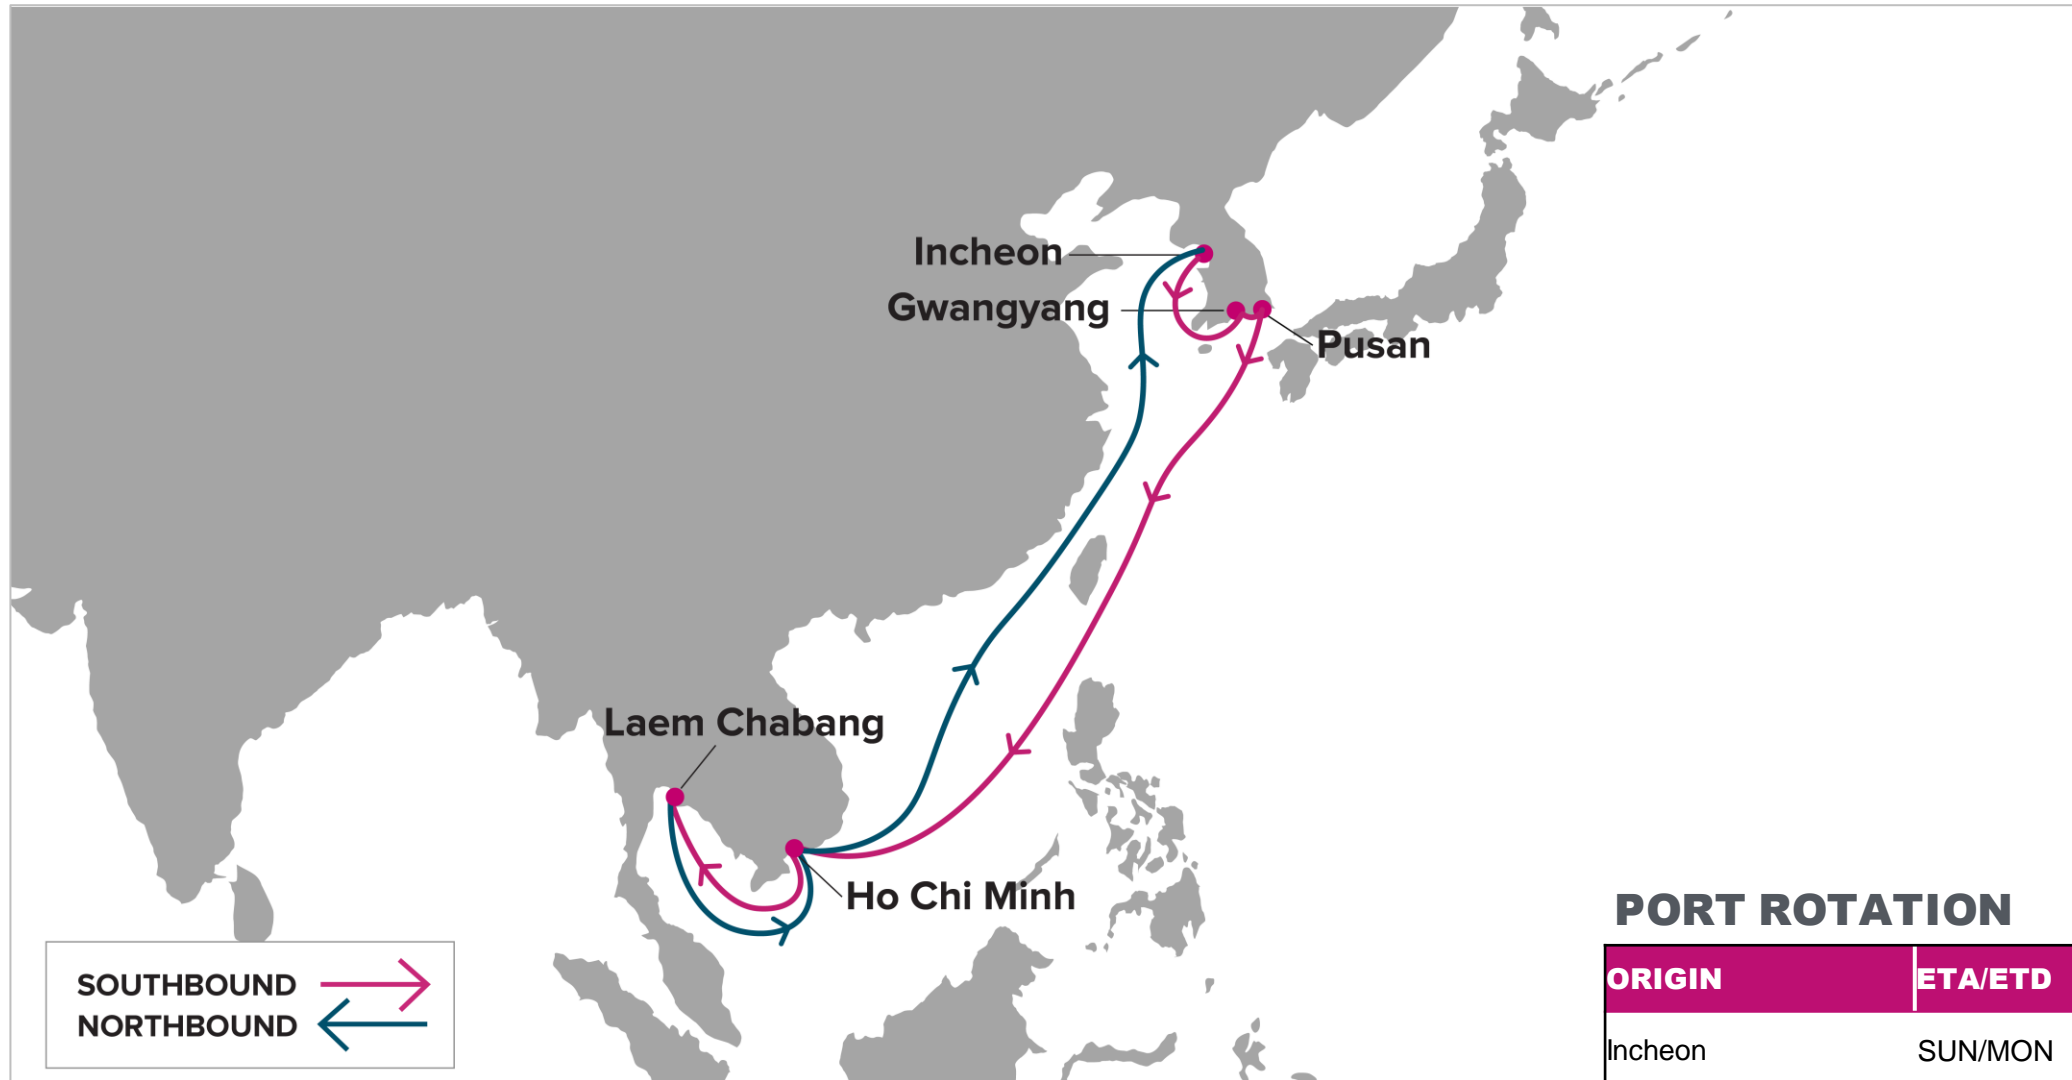 Incheon
Gwangyang
Pusan
Laem Chabang
Ho Chi Minh
SOUTHBOUND
NORTHBOUND
PORT ROTATION
ORIGIN ETA/ETD
Incheon SUN/MON